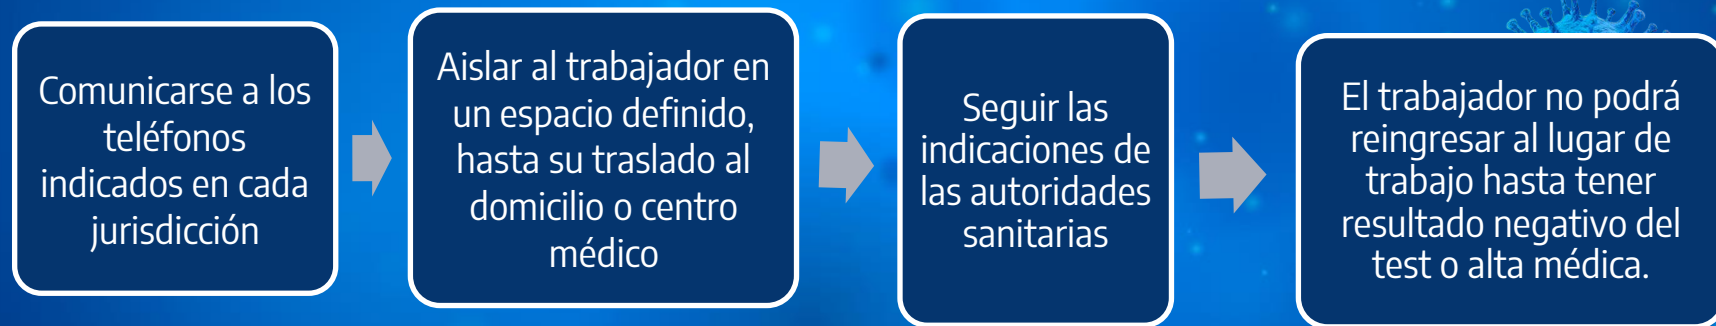 Comunicarse a los
teléfonos
indicados en cada
jurisdicción
Aislar al trabajador en
un espacio definido,
hasta su traslado al
domicilio o centro
médico
Seguir las
indicaciones de
las autoridades
sanitarias
El trabajador no podrá
reingresar al lugar de
trabajo hasta tener
resultado negativo del
test o alta médica.